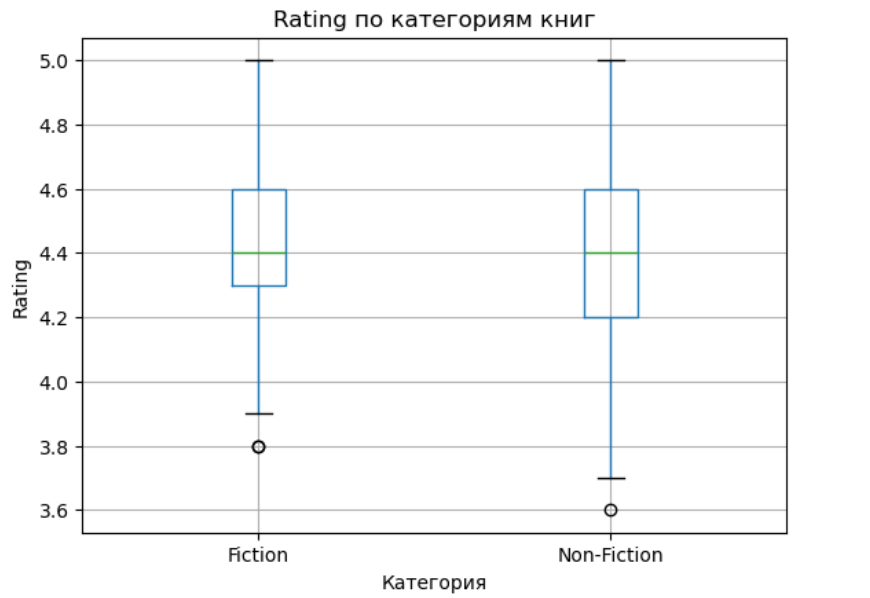 Rating по категориям книг
5.0
4.8
4.6
4.4
4.2
4.0
3.8
3.6
Rating
Fiction
Non-Fiction
Категория